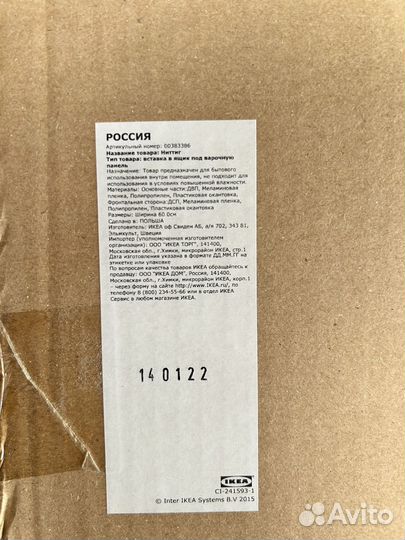 РОССИЯ
Артикульный номер: 00383386
Название товара: Ниттиг
Тип товара: вставка в ящик под варочную
панель
Назначение: Товар предназначен для бытового
использования внутри помещения, не подходит для
использования в условиях повышенной влажности.
Материалы: Основные части:ДВП, Меламиновая
пленка, Полипропилен, Пластиковая окантовка,
Фронтальная сторона:ДСП, Меламиновая пленка,
Полипропилен, Пластиковая окантовка
Размеры: Ширина 60.0см
Сделано в: ПОЛЬША
Изготовитель: ИКЕА оф Свиден АБ, а/я 702, 343 81,
Эльмхульт, Швеция
Импортер (уполномоченная изготовителем
организация): ООО "ИКЕА ТОРГ", 141400,
Московская обл., г.Химки, микрорайон ИКЕА, стр.1
Дата изготовления указана в формате ДД.ММ.ГГ на
этикетке или упаковке
По вопросам качества товаров ИКЕА обращайтесь к
продавцу: ООО "ИКЕА ДОМ", Россия, 141400,
Московская обл., г.Химки, микрорайон ИКЕА, корп.1
- через форму на сайте http://www.IKEA.ru/, по
телефону 8 (800) 234-55-66 или в отдел ИКЕА
Сервис в любом магазине ИКЕА.
140122
IKEA
CI-241593-1
© Inter IKEA Systems B.V 2015
Avito